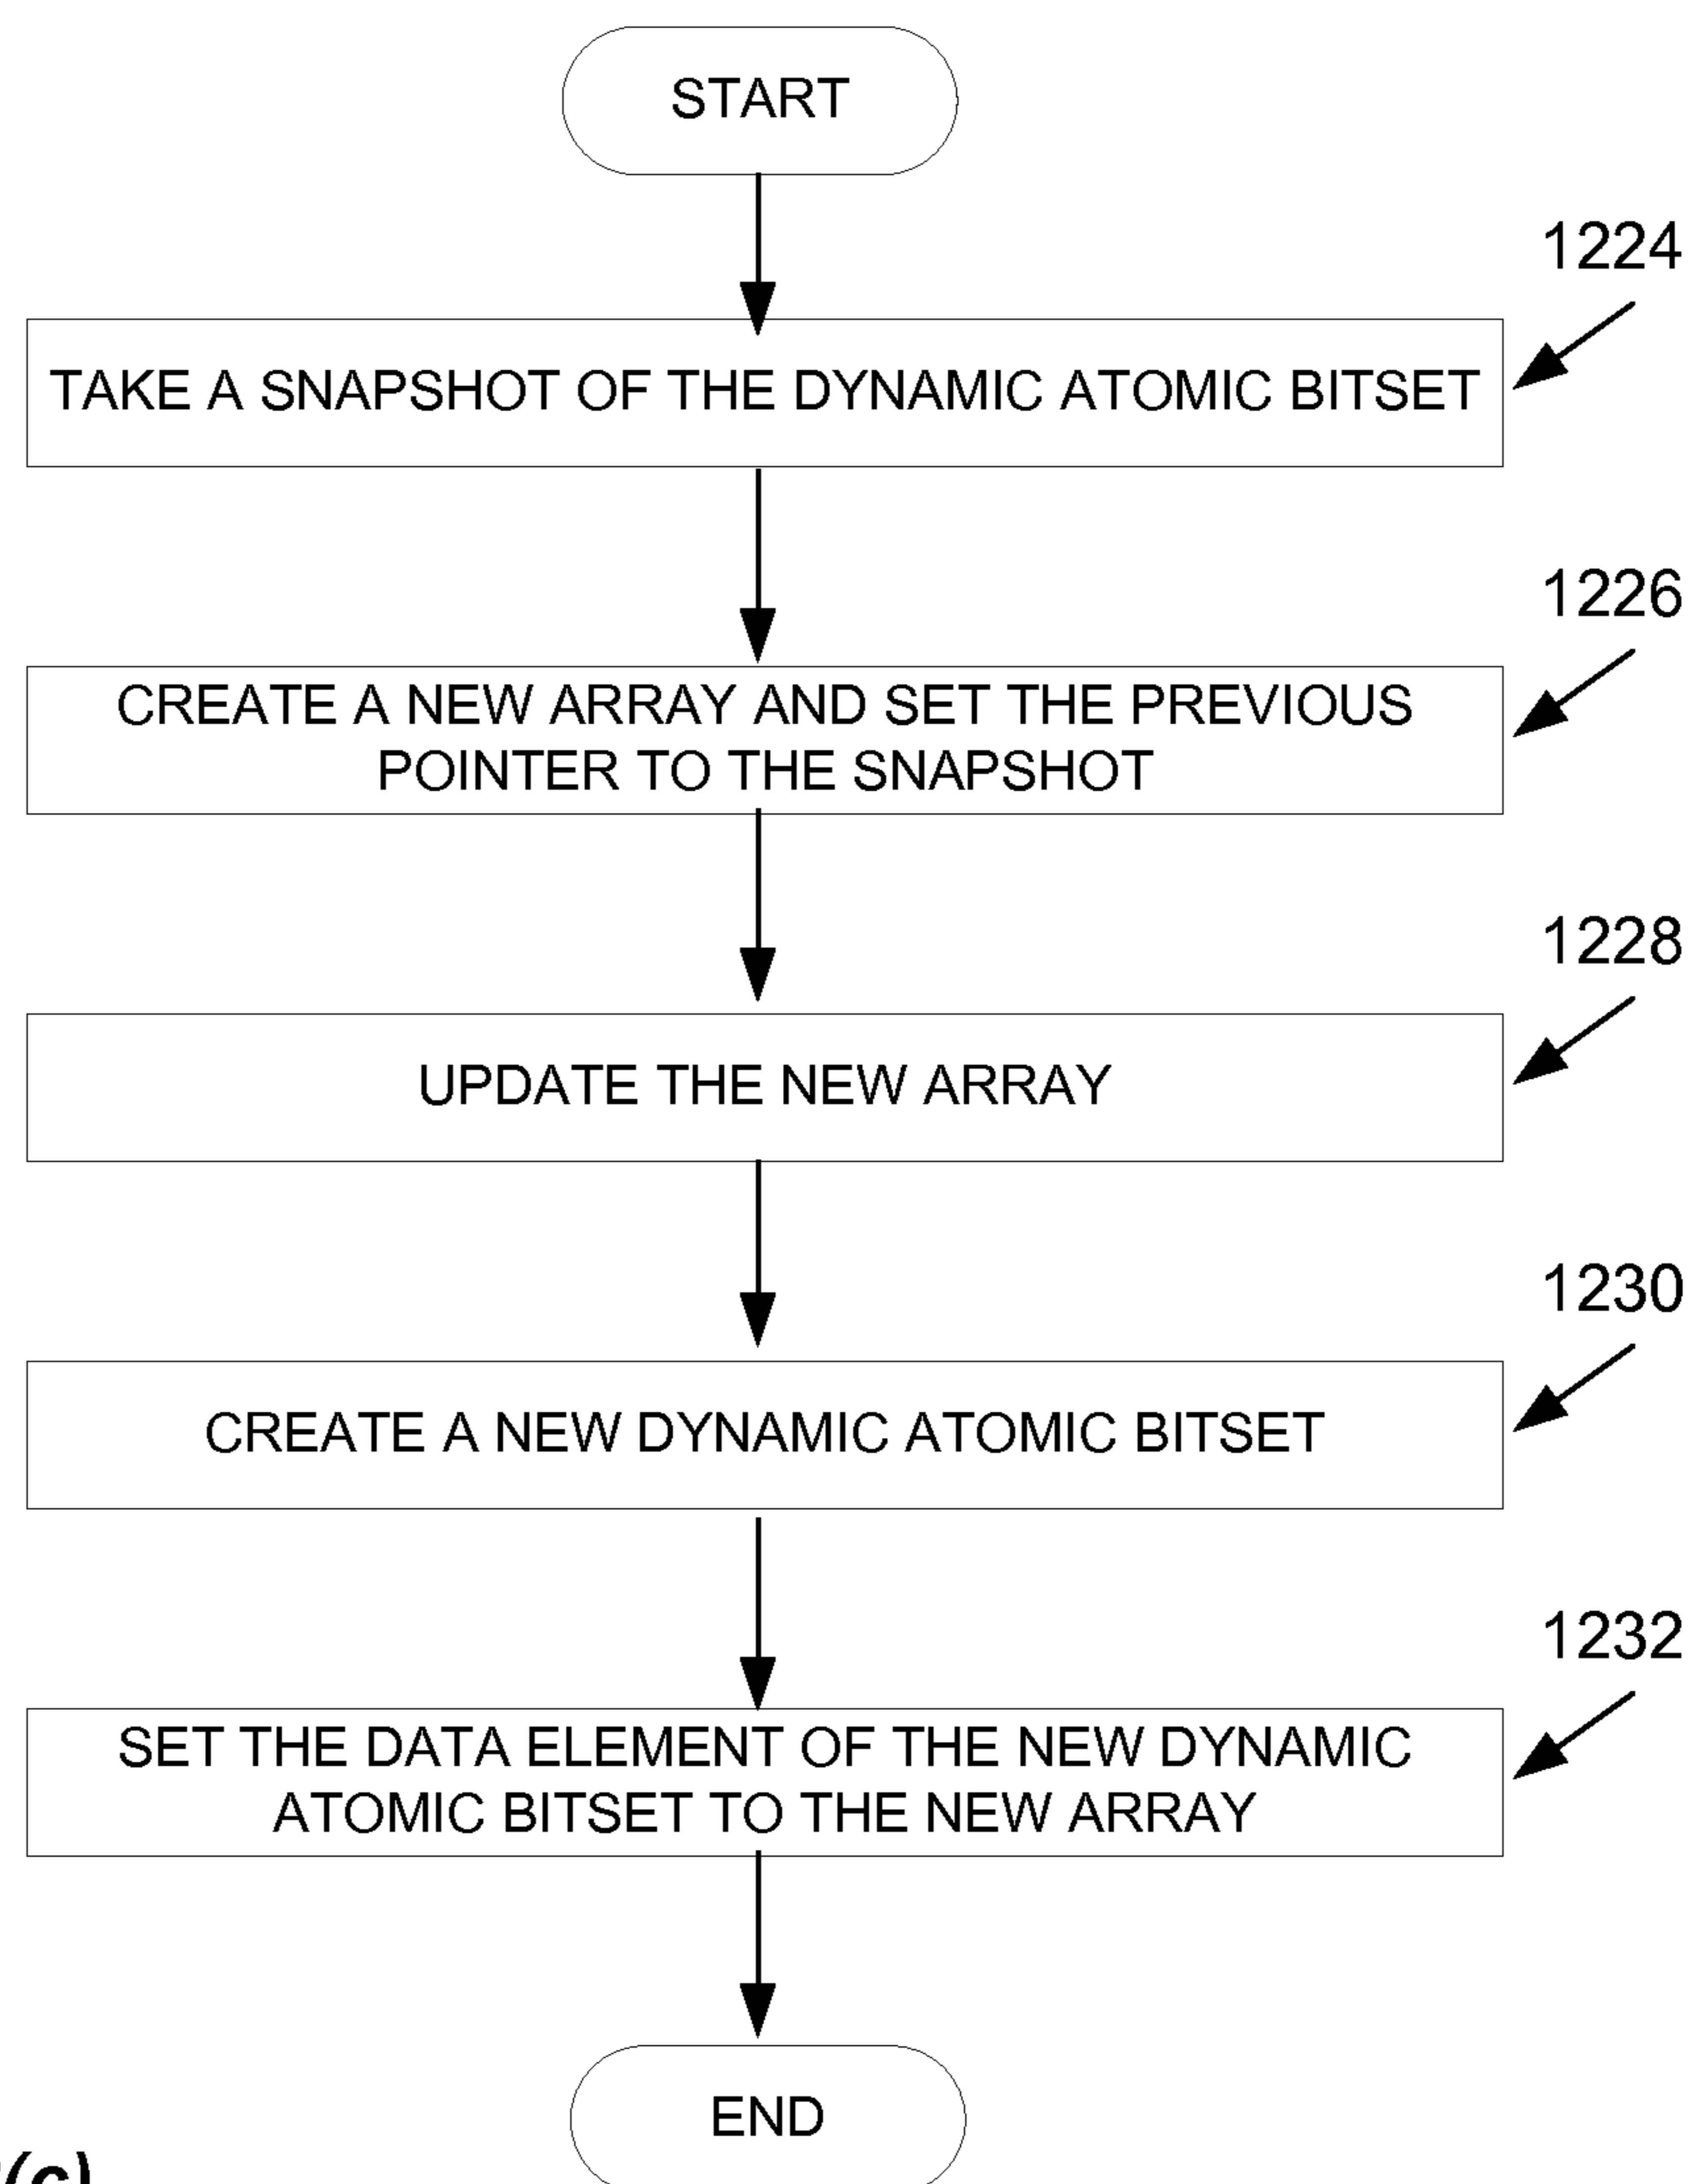 START
1224
TAKE A SNAPSHOT OF THE DYNAMIC ATOMIC BITSET
1226
CREATE A NEW ARRAY AND SET THE PREVIOUS
POINTER TO THE SNAPSHOT
1228
UPDATE THE NEW ARRAY
1230
CREATE A NEW DYNAMIC ATOMIC BITSET
1232
SET THE DATA ELEMENT OF THE NEW DYNAMIC
ATOMIC BITSET TO THE NEW ARRAY
END
(c)